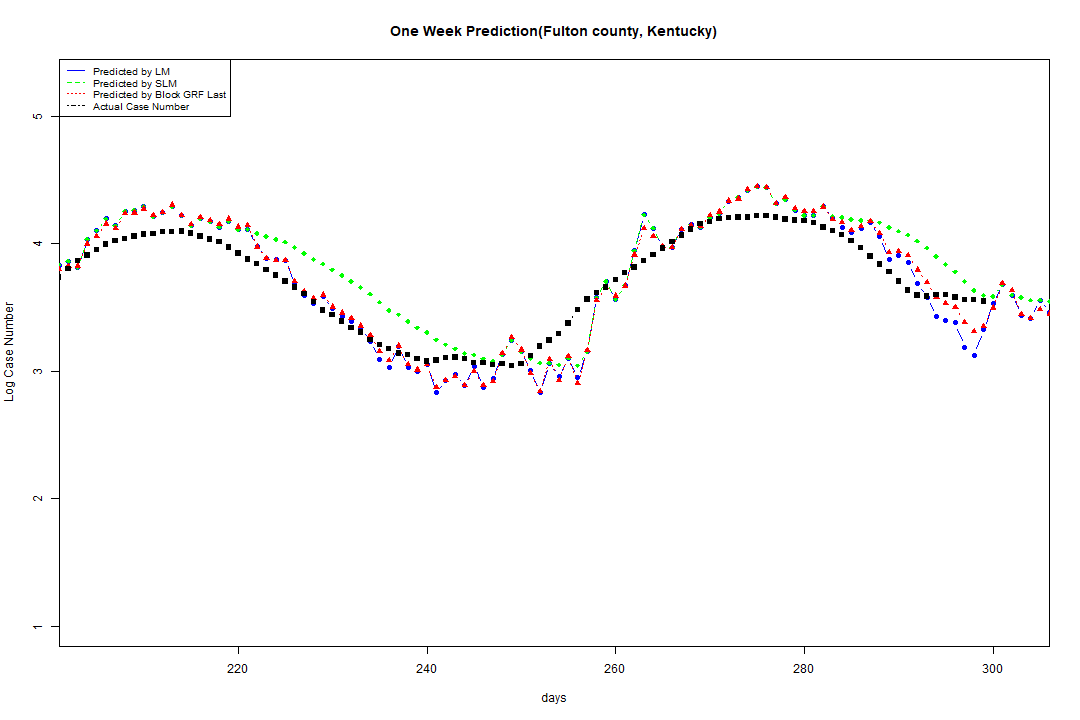 One Week Prediction(Fulton county, Kentucky)
Predicted by LM
Predicted by SLM
Predicted by Block GRF Last
Actual Case Number
5
4
3
2
1
Log Case Number
220 240 260 280 300
days